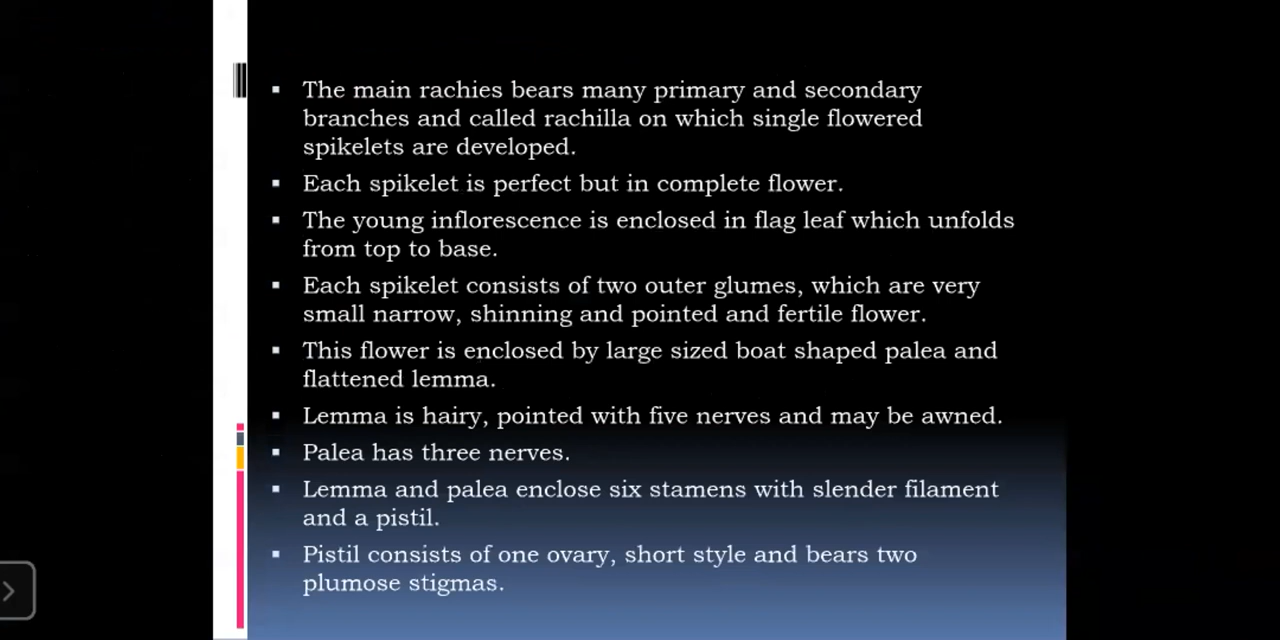 The main rachies bears many primary and secondary
branches and called rachilla on which single flowered
spikelets are developed.
Each spikelet is perfect but in complete flower.
The young inflorescence is enclosed in flag leaf which unfolds
from top to base.
Each spikelet consists of two outer glumes, which are very
small narrow, shinning and pointed and fertile flower.
This flower is enclosed by large sized boat shaped palea and
flattened lemma.
Lemma is hairy, pointed with five nerves and may be awned.
Palea has three nerves.
Lemma and palea enclose six stamens with slender filament
and a pistil.
Pistil consists of one ovary, short style and bears two
plumose stigmas.